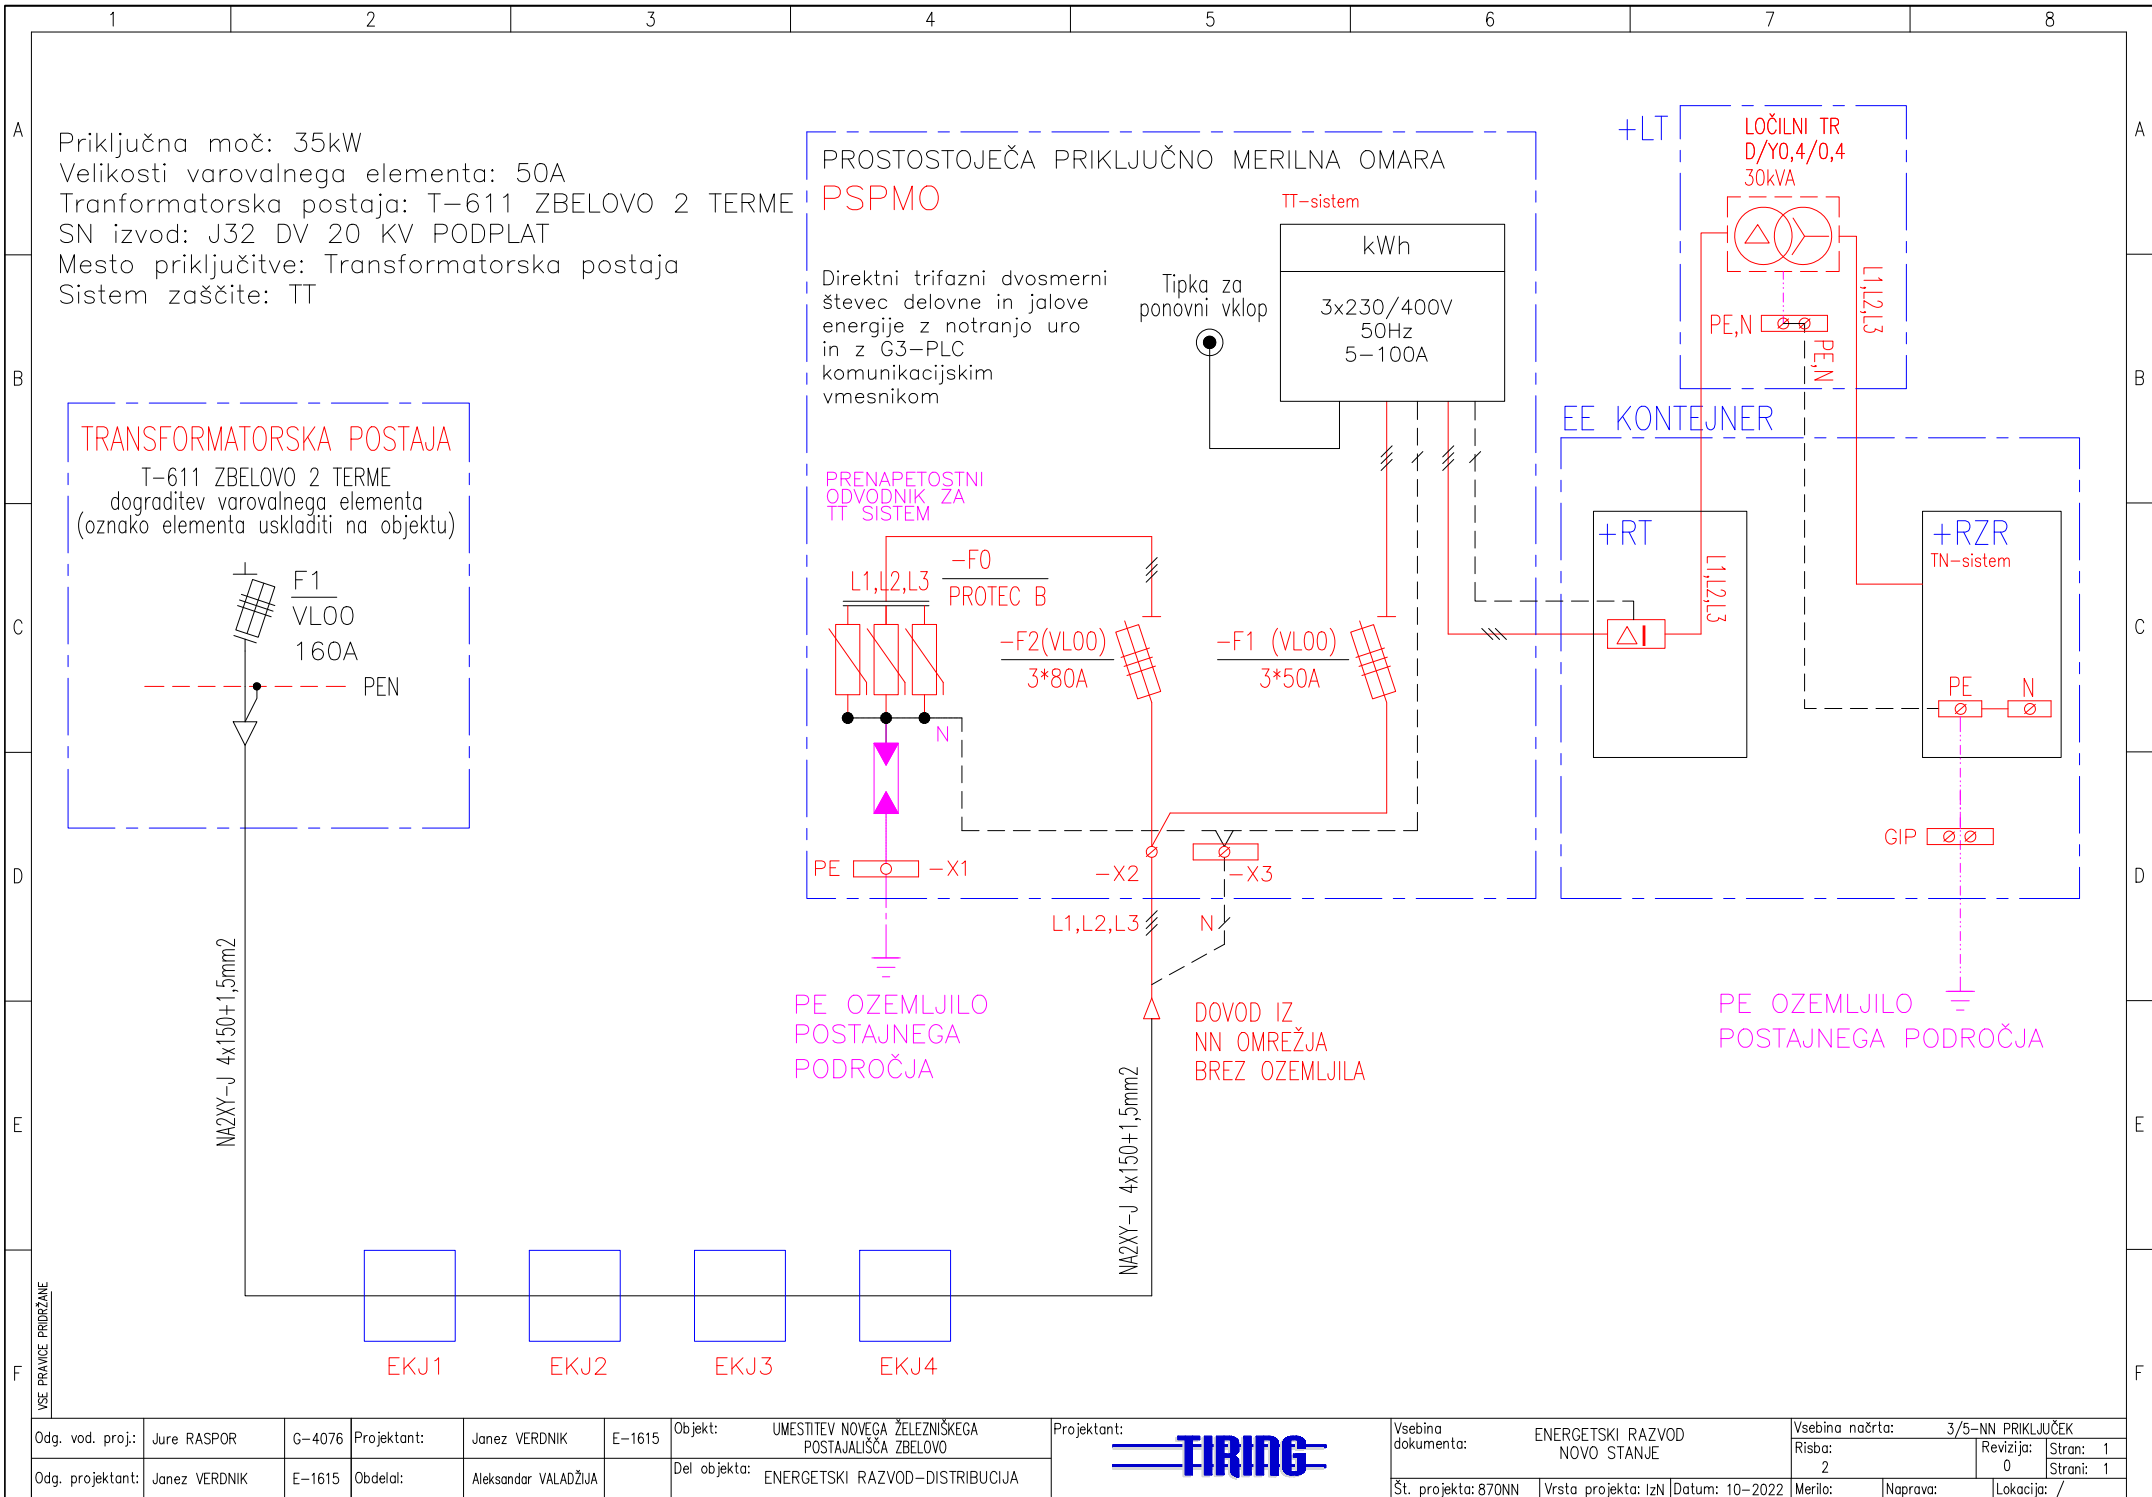 1 2 3 4 5 6 7 8
A
B
C
D
E
F
A
B
C
D
E
F
Priključna moč: 35kW
Velikosti varovalnega elementa: 50A
Tranformatorska postaja: T-611 ZBELOVO 2 TERME
SN izvod: J32 DV 20 KV PODPLAT
Mesto priključitve: Transformatorska postaja
Sistem zaščite: TT
TRANSFORMATORSKA POSTAJA
T-611 ZBELOVO 2 TERME
dograditev varovalnega elementa
(oznako elementa uskladiti na objektu)
F1
VL00
160A
PEN
NA2XY-J 4x150+1,5mm2
EKJ1
EKJ2
EKJ3
EKJ4
PROSTOSTOJEČA PRIKLJUČNO MERILNA OMARA
PSPMO
Direktni trifazni dvosmerni
števec delovne in jalove
energije z notranjo uro
in z G3-PLC
komunikacijskim
vmesnikom
Tipka za
ponovni vklop
TT-sistem
kWh
3x230/400V
50Hz
5-100A
PRENAPETOSTNI
ODVODNIK ZA
TT SISTEM
L1,L2,L3
-F0
PROTEC B
-F2(VL00)
3*80A
-F1 (VL00)
3*50A
N
PE
-X1
-X2
-X3
L1,L2,L3
N
PE OZEMLJILO
POSTAJNEGA
PODROČJA
DOVOD IZ
NN OMREŽJA
BREZ OZEMLJILA
NA2XY-J 4x150+1,5mm2
+LT
LOČILNI TR
D/Y0,4/0,4
30kVA
PE,N
PE,N
L1,L2,L3
EE KONTEJNER
+RT
L1,L2,L3
+RZR
TN-sistem
PE
N
GIP
PE OZEMLJILO
POSTAJNEGA PODROČJA
VSE PRAVICE PRIDRŽANE
Odg. vod. proj.: Jure RASPOR G-4076 Projektant: Janez VERDNIK E-1615
Odg. projektant: Janez VERDNIK E-1615 Obdelal: Aleksandar VALADŽIJA
Objekt: UMESTITEV NOVEGA ŽELEZNIŠKEGA
POSTAJALIŠČA ZBELOVO
Del objekta: ENERGETSKI RAZVOD-DISTRIBUCIJA
Projektant:
TIRING
Vsebina
dokumenta:
ENERGETSKI RAZVOD
NOVO STANJE
Št. projekta: 870NN Vrsta projekta: IzN Datum: 10-2022
Vsebina načrta: 3/5-NN PRIKLJUČEK
Risba:
2
Revizija:
0
Stran: 1
Strani: 1
Merilo: Naprava: Lokacija: /